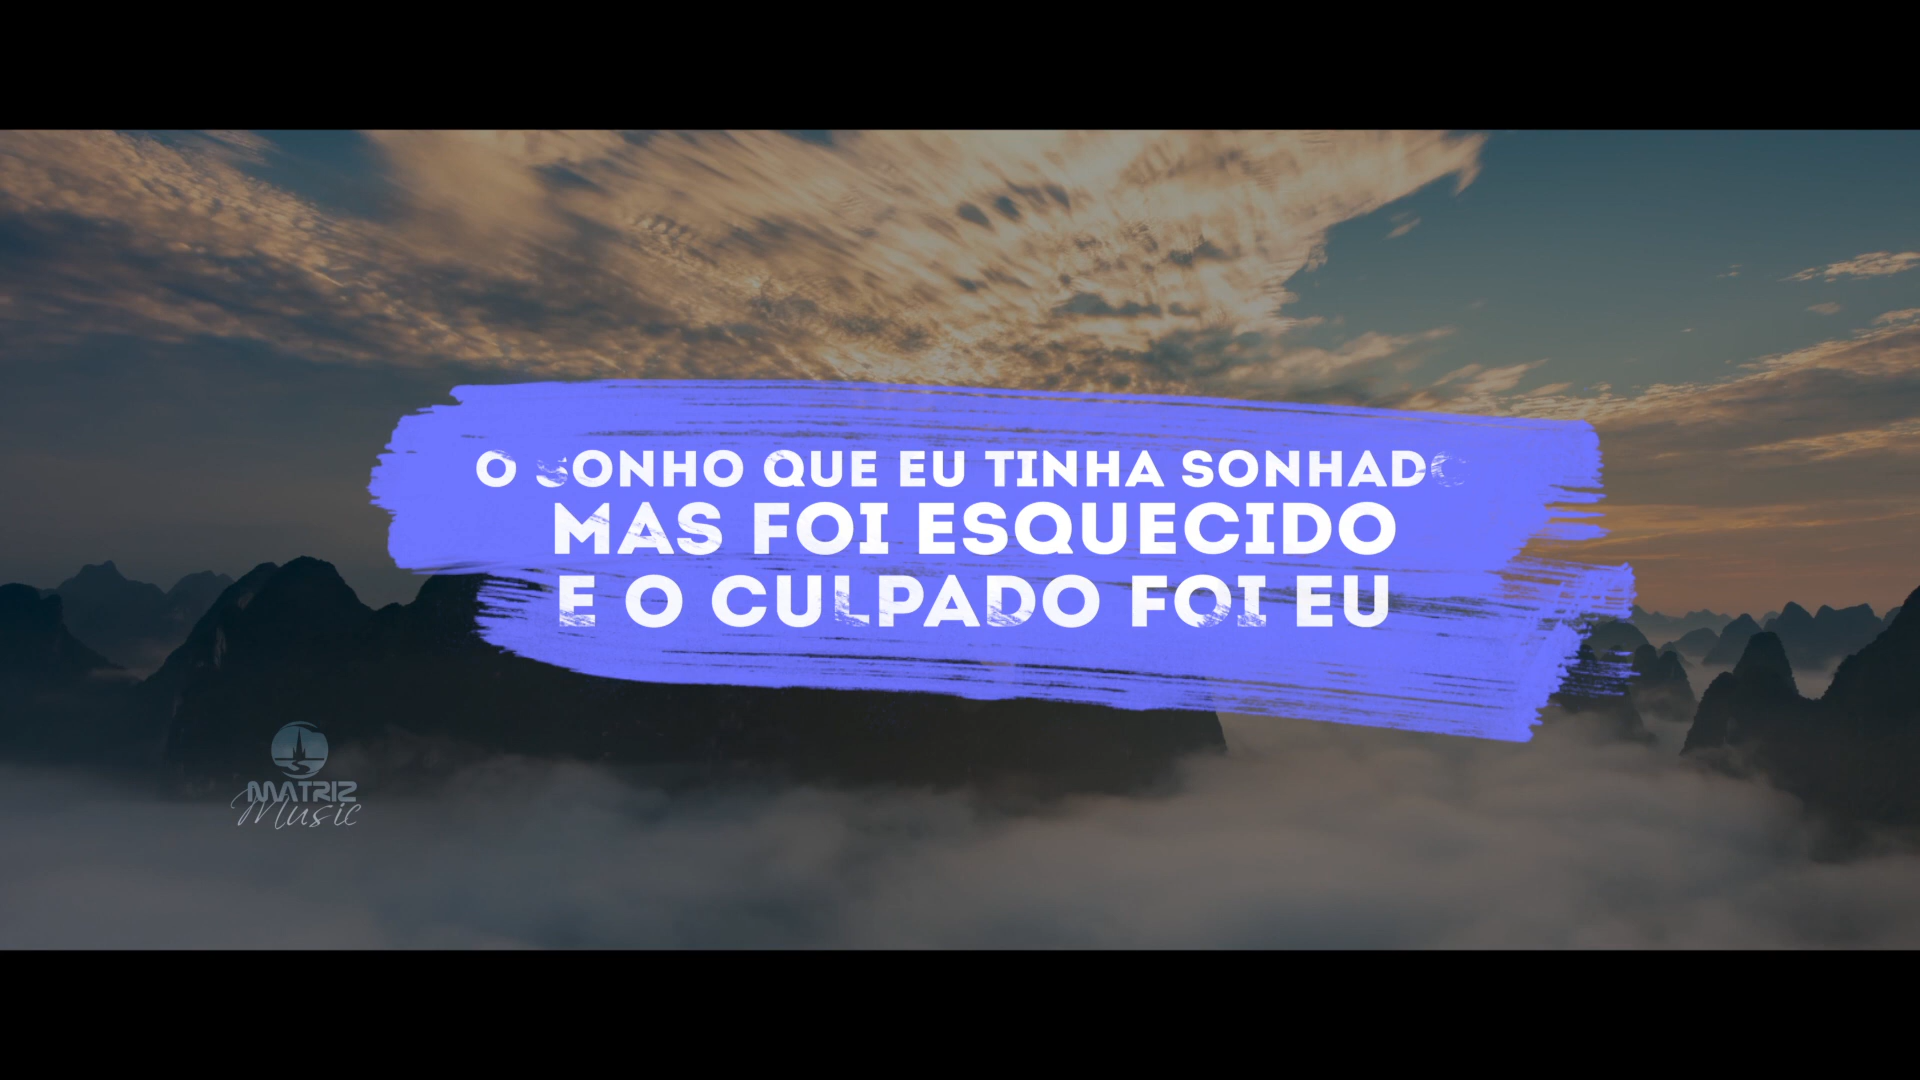 O SONHO QUE EU TINHA SONHADO
MAS FOI ESQUECIDO
E O CULPADO FOI EU
MATRIZ
Music